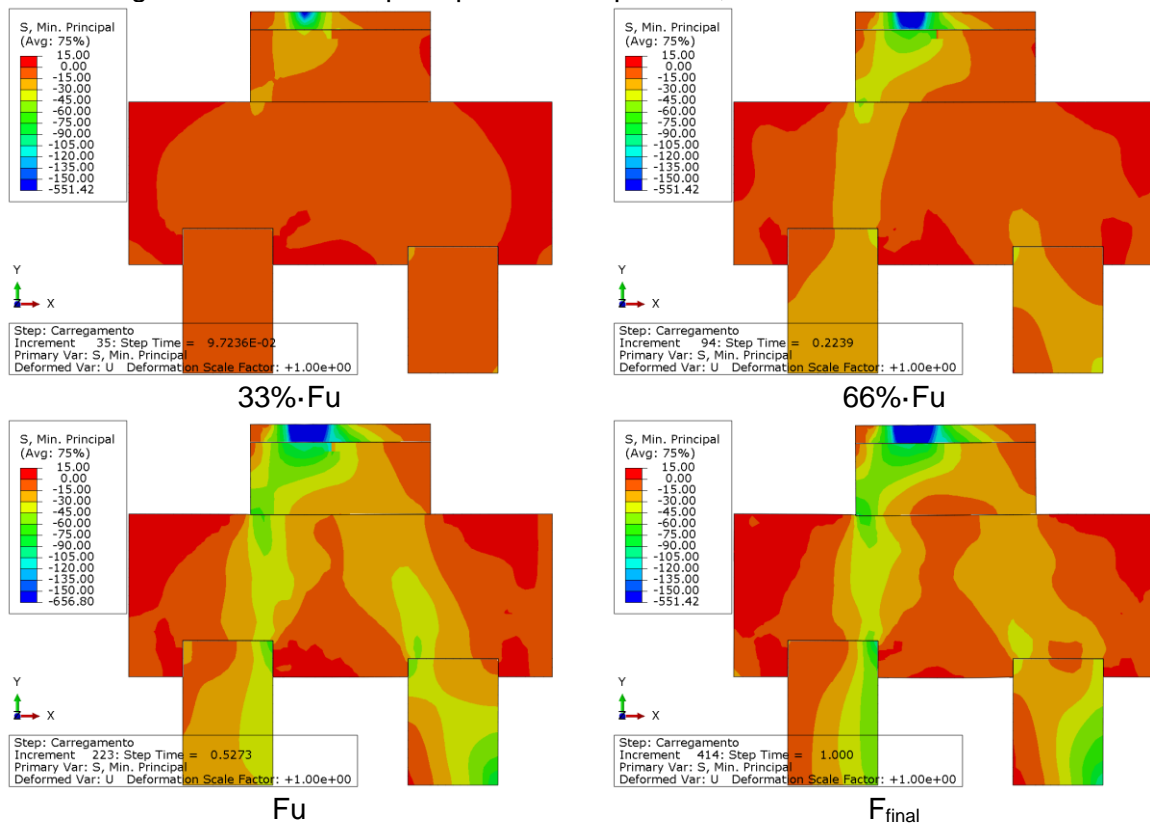 S, Min. Principal
(Avg: 75%)
15.00
0.00
-15.00
-30.00
-45.00
-60.00
-75.00
-90.00
-105.00
-120.00
-135.00
-150.00
-551.42
Y
Z X
Step: Carregamento
Increment 35: Step Time = 9.7236E-02
Primary Var: S, Min. Principal
Deformed Var: U Deformation Scale Factor: +1.00e+00
33%·Fu
S, Min. Principal
(Avg: 75%)
15.00
0.00
-15.00
-30.00
-45.00
-60.00
-75.00
-90.00
-105.00
-120.00
-135.00
-150.00
-551.42
Y
Z X
Step: Carregamento
Increment 94: Step Time = 0.2239
Primary Var: S, Min. Principal
Deformed Var: U Deformation Scale Factor: +1.00e+00
66%·Fu
S, Min. Principal
(Avg: 75%)
15.00
0.00
-15.00
-30.00
-45.00
-60.00
-75.00
-90.00
-105.00
-120.00
-135.00
-150.00
-656.80
Y
Z X
Step: Carregamento
Increment 223: Step Time = 0.5273
Primary Var: S, Min. Principal
Deformed Var: U Deformation Scale Factor: +1.00e+00
Fu
S, Min. Principal
(Avg: 75%)
15.00
0.00
-15.00
-30.00
-45.00
-60.00
-75.00
-90.00
-105.00
-120.00
-135.00
-150.00
-551.42
Y
Z X
Step: Carregamento
Increment 414: Step Time = 1.000
Primary Var: S, Min. Principal
Deformed Var: U Deformation Scale Factor: +1.00e+00
Ffinal